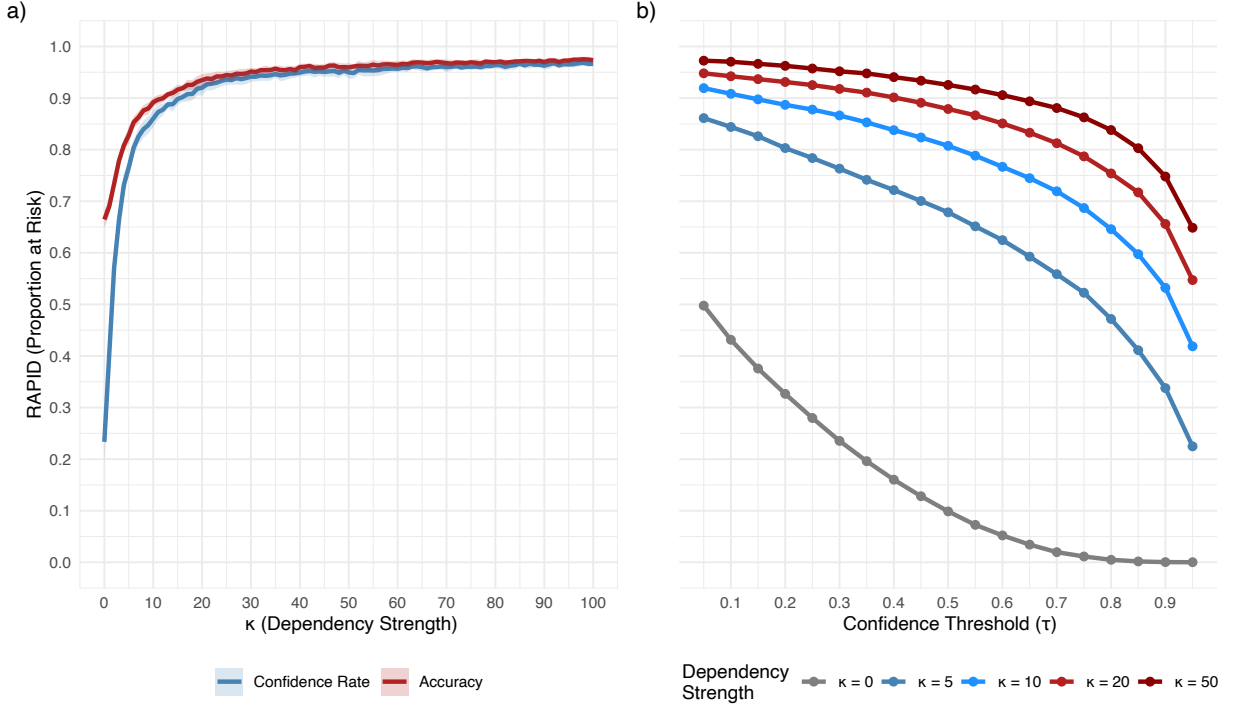 a)
b)
RAPID (Proportion at Risk)
1.0
0.9
0.8
0.7
0.6
0.5
0.4
0.3
0.2
0.1
0.0
0 10 20 30 40 50 60 70 80 90 100
κ (Dependency Strength)
0.1 0.2 0.3 0.4 0.5 0.6 0.7 0.8 0.9
Confidence Threshold (τ)
Confidence Rate Accuracy
Dependency
Strength
κ = 0 κ = 5 κ = 10 κ = 20 κ = 50